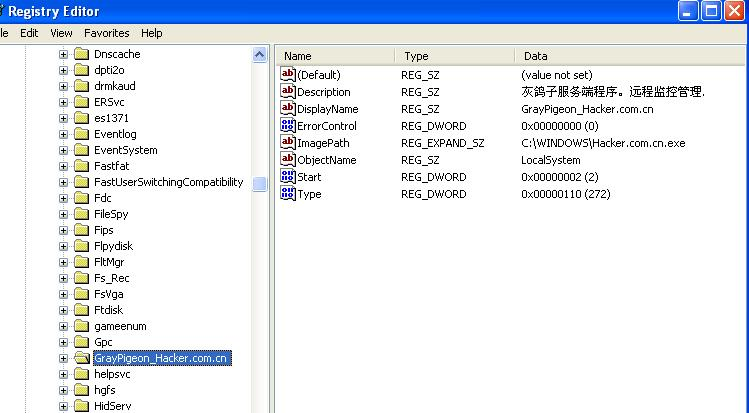 Registry Editor
le Edit View Favorites Help
Dnscache
dpti2o
drmkaud
ERSvc
es1371
Eventlog
EventSystem
Fastfat
FastUserSwitchingCompatibility
Fdc
FileSpy
Fips
Flpydisk
FltMgr
Fs_Rec
FsVga
Ftdisk
gameenum
Gpc
GrayPigeon_Hacker.com.cn
helpsvc
hgfs
HidServ
Name Type Data
(Default) REG_SZ (value not set)
Description REG_SZ 灰鸽子服务端程序。远程监控管理.
DisplayName REG_SZ GrayPigeon_Hacker.com.cn
ErrorControl REG_DWORD 0x00000000 (0)
ImagePath REG_EXPAND_SZ C:\WINDOWS\Hacker.com.cn.exe
ObjectName REG_SZ LocalSystem
Start REG_DWORD 0x00000002 (2)
Type REG_DWORD 0x00000110 (272)